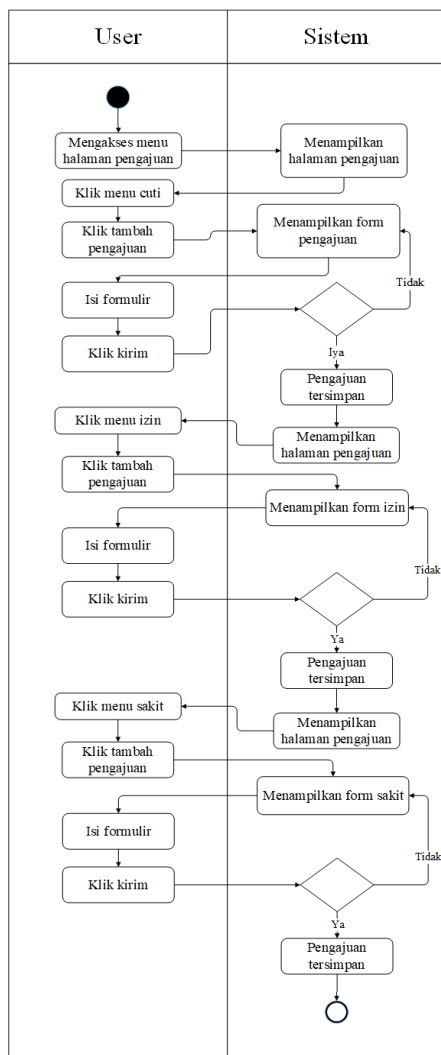 User
Sistem
Mengakses menu
halaman pengajuan
Menampilkan
halaman pengajuan
Klik menu cuti
Klik tambah
pengajuan
Menampilkan form
pengajuan
Tidak
Isi formulir
Klik kirim
Iya
Pengajuan
tersimpan
Klik menu izin
Menampilkan
halaman pengajuan
Klik tambah
pengajuan
Menampilkan form izin
Isi formulir
Tidak
Klik kirim
Ya
Pengajuan
tersimpan
Klik menu sakit
Menampilkan
halaman pengajuan
Klik tambah
pengajuan
Menampilkan form sakit
Isi formulir
Tidak
Klik kirim
Ya
Pengajuan
tersimpan